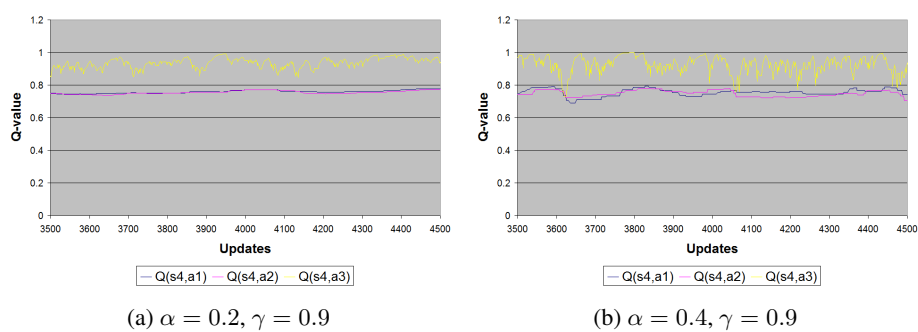 1.2
1
0.8
0.6
0.4
0.2
0
Q-value
3500 3600 3700 3800 3900 4000 4100 4200 4300 4400 4500
Updates
Q(s4,a1) Q(s4,a2) Q(s4,a3)
(a) α = 0.2, γ = 0.9
1.2
1
0.8
0.6
0.4
0.2
0
Q-value
3500 3600 3700 3800 3900 4000 4100 4200 4300 4400 4500
Updates
Q(s4,a1) Q(s4,a2) Q(s4,a3)
(b) α = 0.4, γ = 0.9